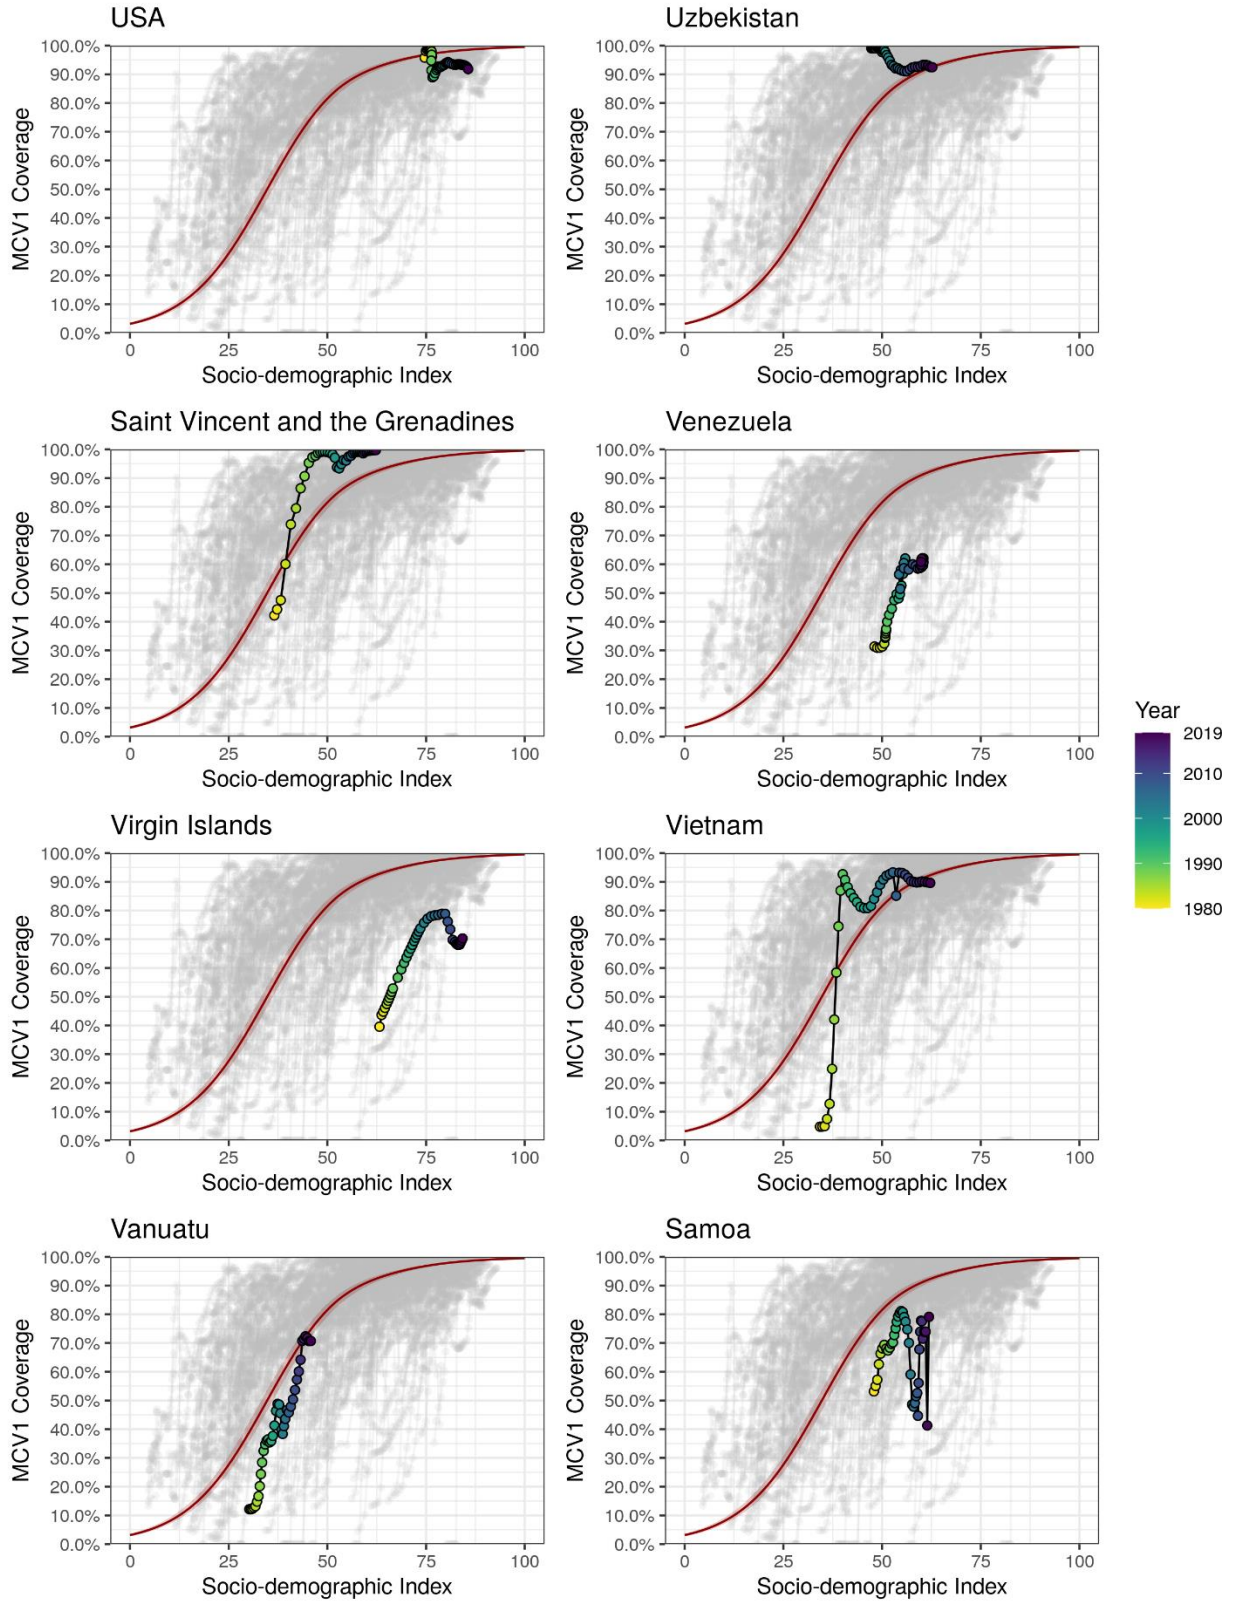 USA
100.0%
90.0%
80.0%
70.0%
60.0%
50.0%
40.0%
30.0%
20.0%
10.0%
0.0%
MCV1 Coverage
0 25 50 75 100
Socio-demographic Index
Uzbekistan
100.0%
90.0%
80.0%
70.0%
60.0%
50.0%
40.0%
30.0%
20.0%
10.0%
0.0%
MCV1 Coverage
0 25 50 75 100
Socio-demographic Index
Saint Vincent and the Grenadines
100.0%
90.0%
80.0%
70.0%
60.0%
50.0%
40.0%
30.0%
20.0%
10.0%
0.0%
MCV1 Coverage
0 25 50 75 100
Socio-demographic Index
Venezuela
100.0%
90.0%
80.0%
70.0%
60.0%
50.0%
40.0%
30.0%
20.0%
10.0%
0.0%
MCV1 Coverage
0 25 50 75 100
Socio-demographic Index
Year
2019
2010
2000
1990
1980
Virgin Islands
100.0%
90.0%
80.0%
70.0%
60.0%
50.0%
40.0%
30.0%
20.0%
10.0%
0.0%
MCV1 Coverage
0 25 50 75 100
Socio-demographic Index
Vietnam
100.0%
90.0%
80.0%
70.0%
60.0%
50.0%
40.0%
30.0%
20.0%
10.0%
0.0%
MCV1 Coverage
0 25 50 75 100
Socio-demographic Index
Vanuatu
100.0%
90.0%
80.0%
70.0%
60.0%
50.0%
40.0%
30.0%
20.0%
10.0%
0.0%
MCV1 Coverage
0 25 50 75 100
Socio-demographic Index
Samoa
100.0%
90.0%
80.0%
70.0%
60.0%
50.0%
40.0%
30.0%
20.0%
10.0%
0.0%
MCV1 Coverage
0 25 50 75 100
Socio-demographic Index